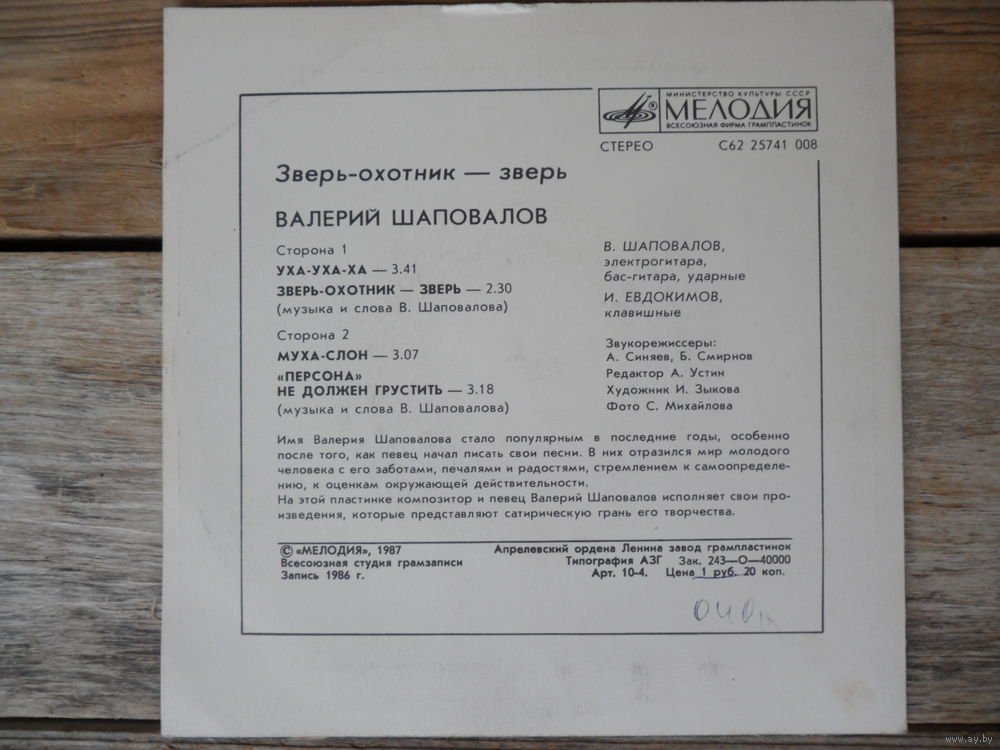 МИНИСТЕРСТВО КУЛЬТУРЫ СССР
МЕЛОДИЯ
ВСЕСОЮЗНАЯ ФИРМА ГРАМПЛАСТИНОК
СТЕРЕО С62 25741 008
Зверь-охотник — зверь
ВАЛЕРИЙ ШАПОВАЛОВ
Сторона 1
УХА-УХА-ХА — 3.41
ЗВЕРЬ-ОХОТНИК — ЗВЕРЬ — 2.30
(музыка и слова В. Шаповалова)
Сторона 2
МУХА-СЛОН — 3.07
«ПЕРСОНА»
НЕ ДОЛЖЕН ГРУСТИТЬ — 3.18
(музыка и слова В. Шаповалова)
В. ШАПОВАЛОВ,
электрогитара,
бас-гитара, ударные
И. ЕВДОКИМОВ,
клавишные
Звукорежиссеры:
А. Синяев, Б. Смирнов
Редактор А. Устин
Художник И. Зыкова
Фото С. Михайлова
Имя Валерия Шаповалова стало популярным в последние годы, особенно
после того, как певец начал писать свои песни. В них отразился мир молодого
человека с его заботами, печалями и радостями, стремлением к самоопределе-
нию, к оценкам окружающей действительности.
На этой пластинке композитор и певец Валерий Шаповалов исполняет свои про-
изведения, которые представляют сатирическую грань его творчества.
© «МЕЛОДИЯ», 1987
Всесоюзная студия грамзаписи
Запись 1986 г.
Апрелевский ордена Ленина завод грампластинок
Типография АЗГ Зак. 243—О—40000
Арт. 10-4. Цена 1 руб. 20 коп.
www.ay.by